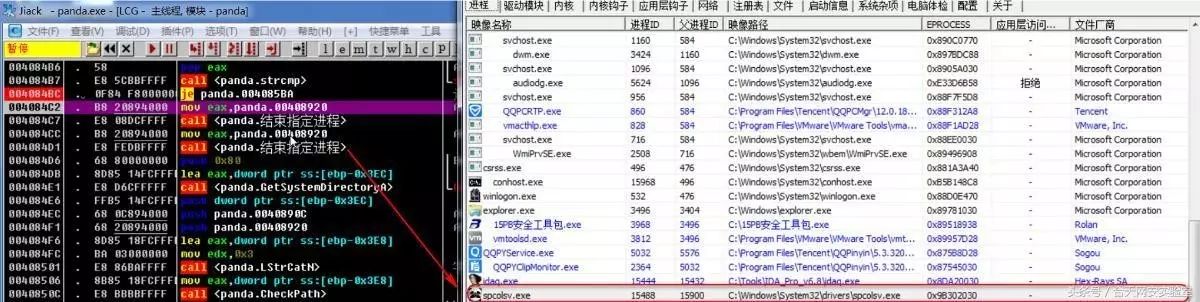 Jiack - panda.exe - [LCG - 主线程, 模块 - panda]
文件(F) 查看(V) 调试(D) 插件(P) 选项(T) 窗口(W) 帮助(H) [+] 快捷菜单 工具
暂停
l e m t w h c p
004084B6 . 58 pop eax
004084B7 . E8 5CBBFFFF call <panda.strcmp>
004084BC . 0F84 F8000000 je panda.004085BA
004084C2 . B8 20894000 mov eax,panda.00408920
004084C7 . E8 08DCFFFF call <panda.结束指定进程>
004084CC . B8 20894000 mov eax,panda.00408920
004084D1 . E8 FEDBFFFF call <panda.结束指定进程>
004084D6 . 68 80000000 push 0x80
004084DB . 8D85 14FCFFFF lea eax,dword ptr ss:[ebp-0x3EC]
004084E1 . E8 D6CFFFFF call <panda.GetSystemDirectoryA>
FFB5 14FCFFFF push dword ptr ss:[ebp-0x3EC]
68 0C894000 push panda.0040890C
68 20894000 push panda.00408920
8D85 18FCFFFF lea eax,dword ptr ss:[ebp-0x3E8]
BA 03000000 mov edx,0x3
00408501 . E8 86BAFFFF call <panda.LStrCatN>
8D85 18FCFFFF lea eax,dword ptr ss:[ebp-0x3E8]
E8 BBBBFFFF call <panda.CheckPath>
进程 驱动模块 内核 内核钩子 应用层钩子 网络 注册表 文件 启动信息 系统杂项 电脑体检 配置 关于
映像名称 进程ID 父进程ID 映像路径 EPROCESS 应用层访问... 文件厂商
svchost.exe 1160 584 C:\Windows\System32\svchost.exe 0x890C0770 - Microsoft Corporation
dwm.exe 3424 1160 C:\Windows\System32\dwm.exe 0x897BDC88 - Microsoft Corporation
svchost.exe 1096 584 C:\Windows\System32\svchost.exe 0x8905A030 - Microsoft Corporation
audiodg.exe 5424 1096 C:\Windows\System32\audiodg.exe 0xE33D6B58 拒绝 Microsoft Corporation
svchost.exe 956 584 C:\Windows\System32\svchost.exe 0x88F7F5D8 - Microsoft Corporation
QQPCRTP.exe 868 584 C:\Program Files\Tencent\QQPCMgr\12.0.18... 0x88F312A8 - Tencent
vmacthlp.exe 828 584 C:\Program Files\VMware\VMware Tools\vma... 0x88F1AD28 - VMware, Inc.
svchost.exe 716 584 C:\Windows\System32\svchost.exe 0x88EE0030 - Microsoft Corporation
WmiPrvSE.exe 2508 716 C:\Windows\System32\wbem\WmiPrvSE.exe 0x89496908 - Microsoft Corporation
csrss.exe 480 476 C:\Windows\System32\csrss.exe 0x881A3A40 - Microsoft Corporation
conhost.exe 15968 480 C:\Windows\System32\conhost.exe 0xB5B148C8 - Microsoft Corporation
winlogon.exe 532 476 C:\Windows\System32\winlogon.exe 0x88D0E470 - Microsoft Corporation
explorer.exe 3496 3404 C:\Windows\explorer.exe 0x89781030 - Microsoft Corporation
15PB安全工具包.exe 3968 3496 C:\15PB安全工具包.exe 0x89518938 - Rolan
vmtoolsd.exe 3812 3496 C:\Program Files\VMware\VMware Tools\vmt... 0x89957D28 - VMware, Inc.
QQPYService.exe 5032 5576 C:\Program Files\Tencent\QQPinyin\5.3.320... 0x875B8D28 - Sogou
QQPYClipMonitor.exe 2364 5032 C:\Program Files\Tencent\QQPinyin\5.3.320... 0x87545030 - Sogou
idaq.exe 15444 15432 C:\Tools\IDA_Pro_v6.8\idaq.exe 0x8DA20030 - Hex-Rays SA
spcolsv.exe 15488 15900 C:\Windows\System32\drivers\spcolsv.exe 0x9B302030 -